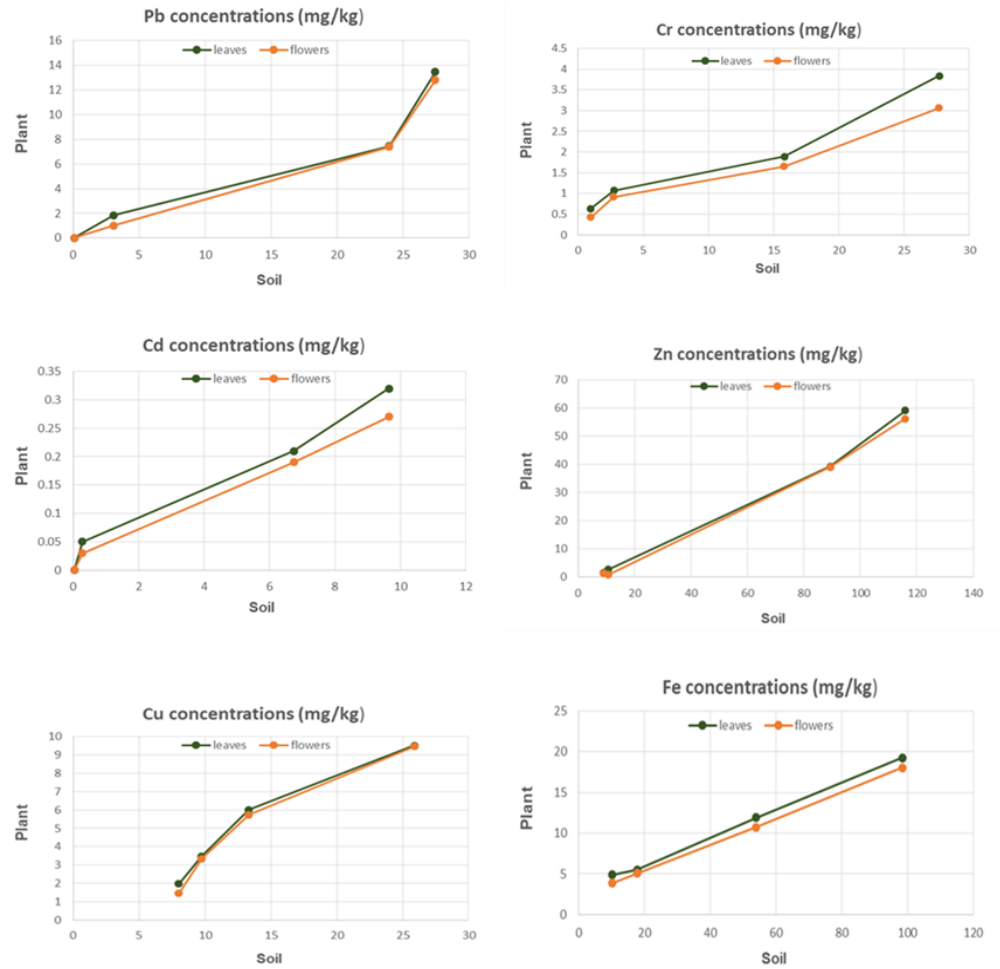 Pb concentrations (mg/kg)
leaves flowers
16
14
12
10
8
6
4
2
0
Plant
0 5 10 15 20 25 30
Soil
Cr concentrations (mg/kg)
leaves flowers
4.5
4
3.5
3
2.5
2
1.5
1
0.5
0
Plant
0 5 10 15 20 25 30
Soil
Cd concentrations (mg/kg)
leaves flowers
0.35
0.3
0.25
0.2
0.15
0.1
0.05
0
Plant
0 2 4 6 8 10 12
Soil
Zn concentrations (mg/kg)
leaves flowers
70
60
50
40
30
20
10
0
Plant
0 20 40 60 80 100 120 140
Soil
Cu concentrations (mg/kg)
leaves flowers
10
9
8
7
6
5
4
3
2
1
0
Plant
0 5 10 15 20 25 30
Soil
Fe concentrations (mg/kg)
leaves flowers
25
20
15
10
5
0
Plant
0 20 40 60 80 100 120
Soil